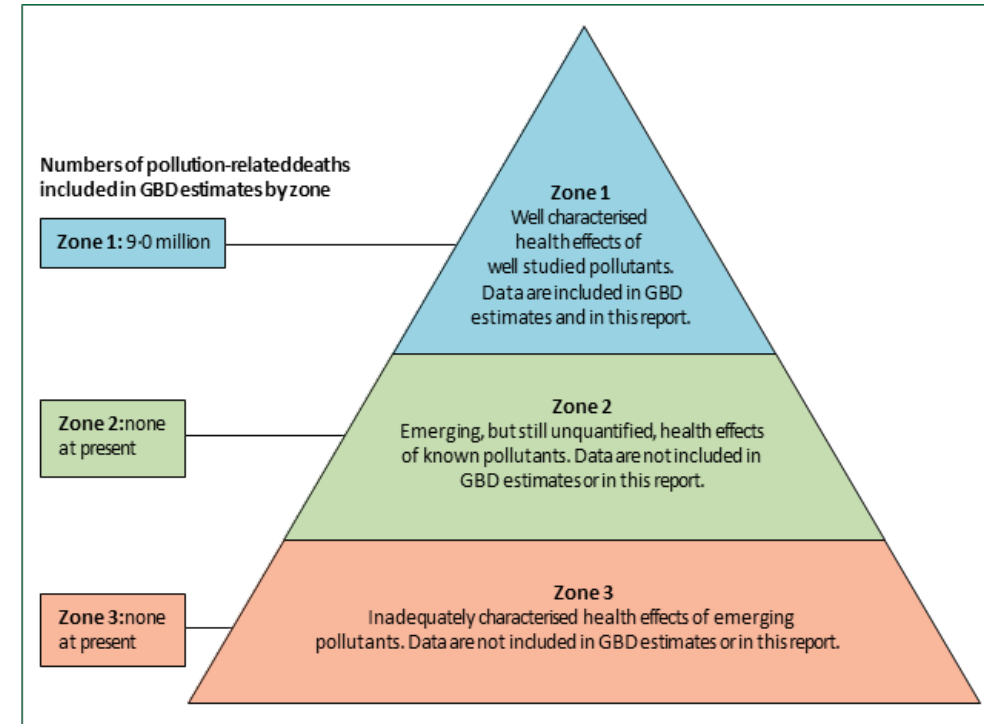 Numbers of pollution-related deaths
included in GBD estimates by zone
Zone 1: 9·0 million
Zone 2: none
at present
Zone 3: none
at present
Zone 1
Well characterised
health effects of
well studied pollutants.
Data are included in GBD
estimates and in this report.
Zone 2
Emerging, but still unquantified, health effects
of known pollutants. Data are not included in
GBD estimates or in this report.
Zone 3
Inadequately characterised health effects of emerging
pollutants. Data are not included in GBD estimates or in this report.